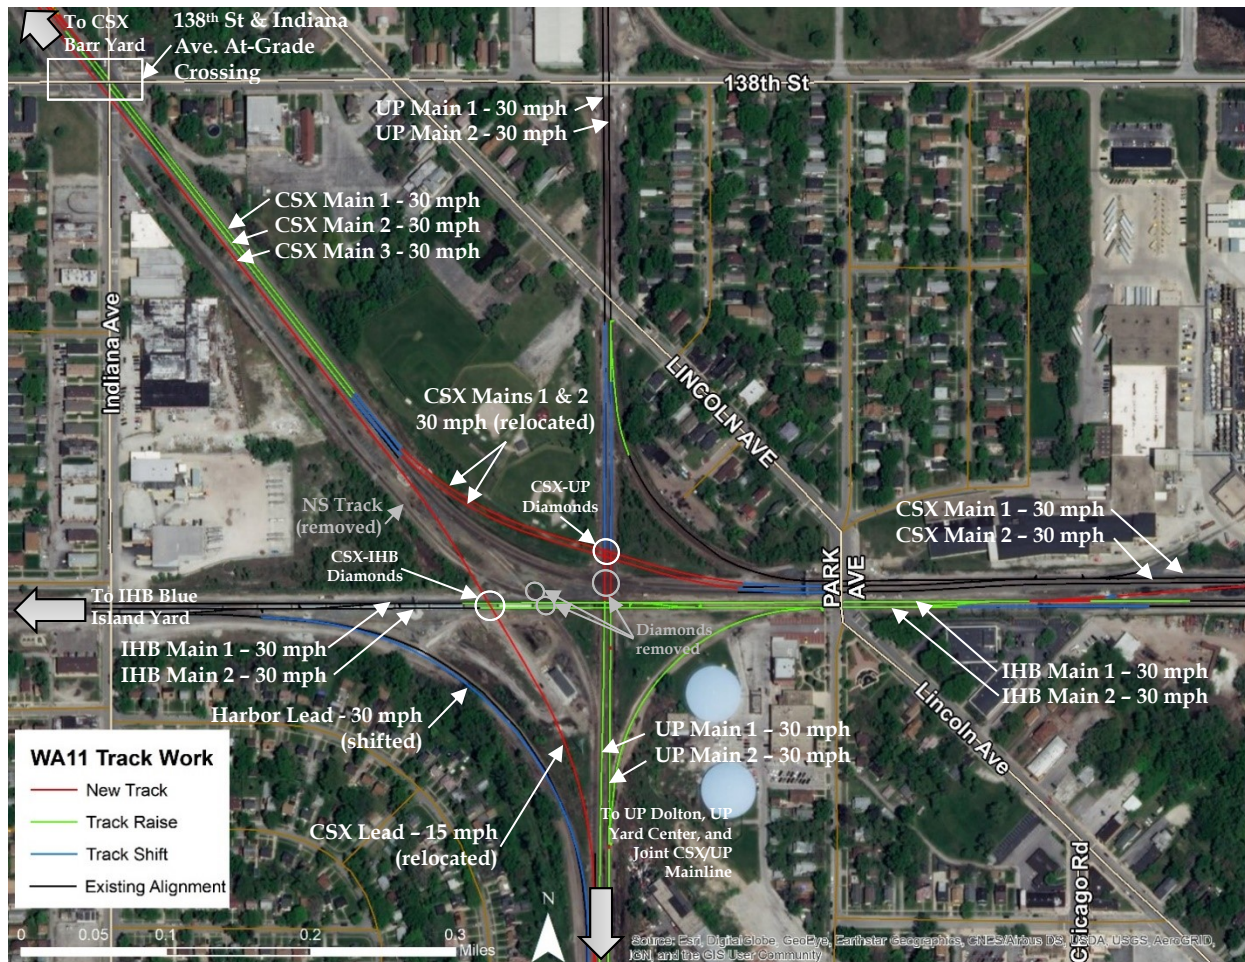 To CSX
Barr Yard
138th St & Indiana
Ave. At-Grade
Crossing
138th St
UP Main 1 - 30 mph
UP Main 2 - 30 mph
CSX Main 1 - 30 mph
CSX Main 2 - 30 mph
CSX Main 3 - 30 mph
Indiana Ave
LINCOLN AVE
CSX Mains 1 & 2
30 mph (relocated)
CSX-UP
Diamonds
NS Track
(removed)
CSX-IHB
Diamonds
CSX Main 1 – 30 mph
CSX Main 2 – 30 mph
PARK
AVE
To IHB Blue
Island Yard
Diamonds
removed
IHB Main 1 – 30 mph
IHB Main 2 – 30 mph
IHB Main 1 – 30 mph
IHB Main 2 – 30 mph
Lincoln Ave
Harbor Lead - 30 mph
(shifted)
UP Main 1 – 30 mph
UP Main 2 – 30 mph
WA11 Track Work
New Track
Track Raise
Track Shift
Existing Alignment
CSX Lead – 15 mph
(relocated)
To UP Dolton, UP
Yard Center, and
Joint CSX/UP
Mainline
Chicago Rd
N
0 0.05 0.1 0.2 0.3
Miles
Source: Esri, DigitalGlobe, GeoEye, Earthstar Geographics, CNES/Airbus DS, USDA, USGS, AeroGRID,
IGN, and the GIS User Community